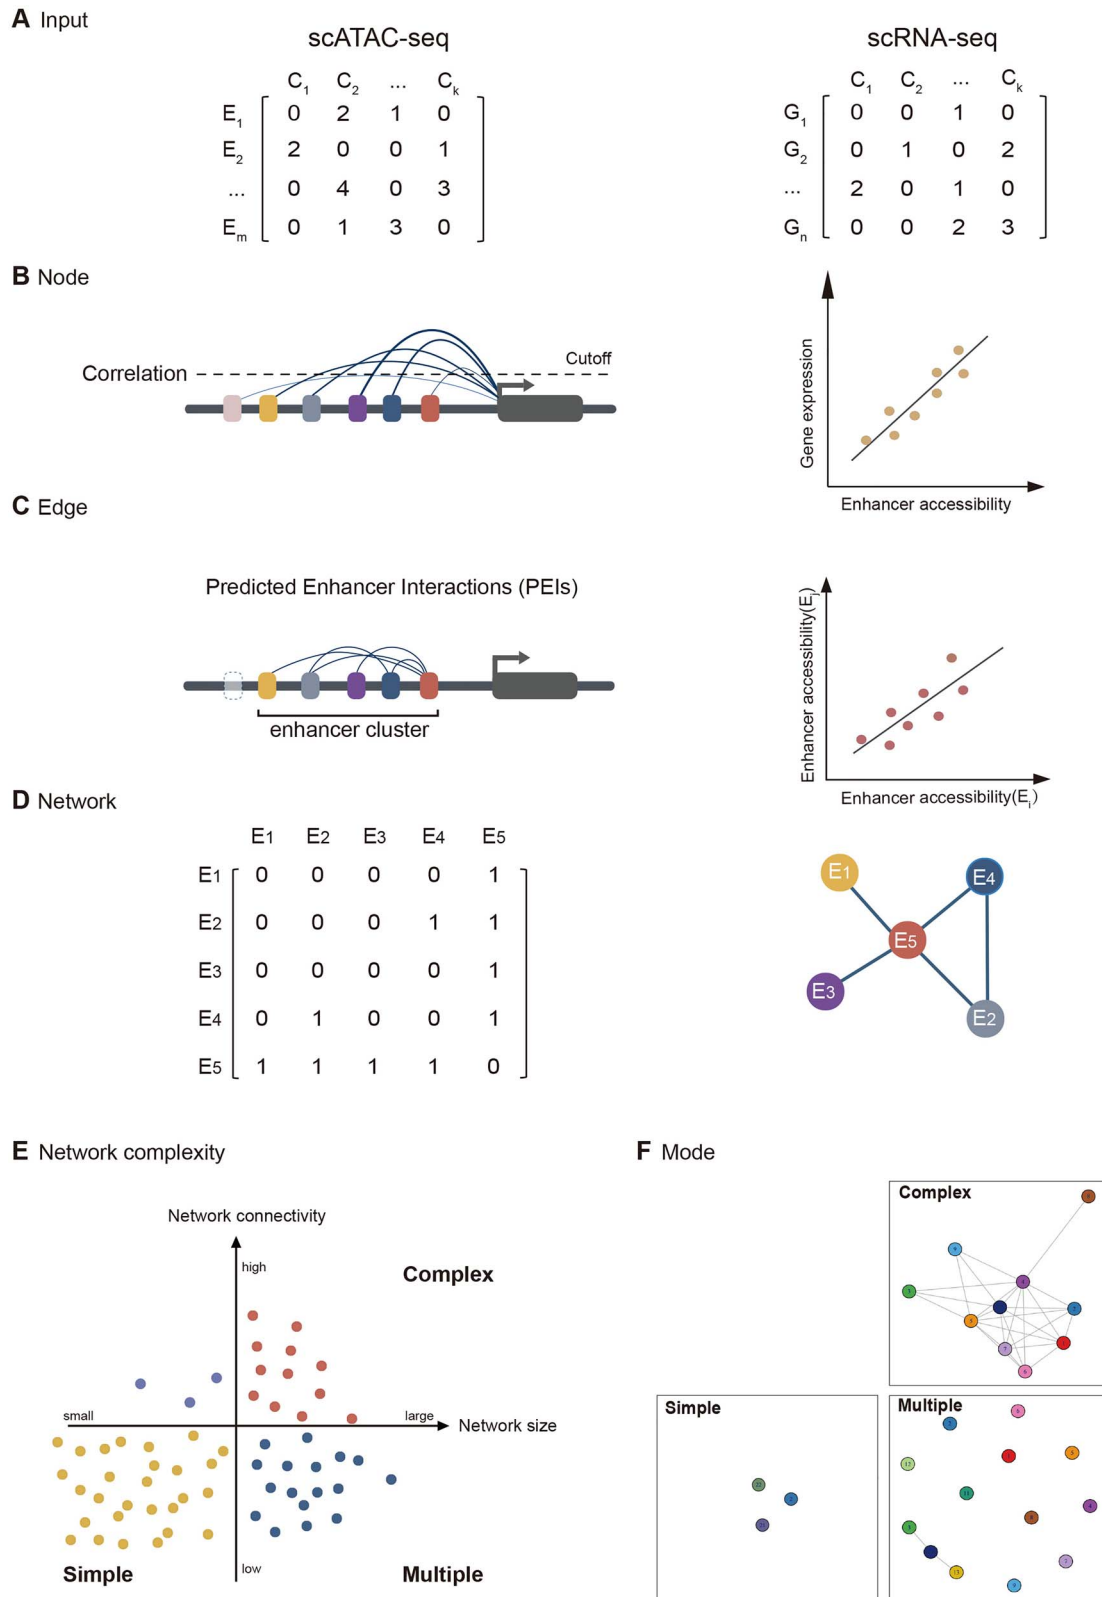 A Input
scATAC-seq
scRNA-seq
C1 C2 ... Ck
E1 0 2 1 0
E2 2 0 0 1
... 0 4 0 3
Em 0 1 3 0
C1 C2 ... Ck
G1 0 0 1 0
G2 0 1 0 2
... 2 0 1 0
Gn 0 0 2 3
B Node
Correlation
Cutoff
Gene expression
Enhancer accessibility
C Edge
Predicted Enhancer Interactions (PEIs)
enhancer cluster
Enhancer accessibility(Ej)
Enhancer accessibility(Ei)
D Network
E1 E2 E3 E4 E5
E1 0 0 0 0 1
E2 0 0 0 1 1
E3 0 0 0 0 1
E4 0 1 0 0 1
E5 1 1 1 1 0
E1
E4
E5
E3
E2
E Network complexity
Network connectivity
high
Complex
small
large
Network size
Simple
low
Multiple
F Mode
Complex
Simple
Multiple